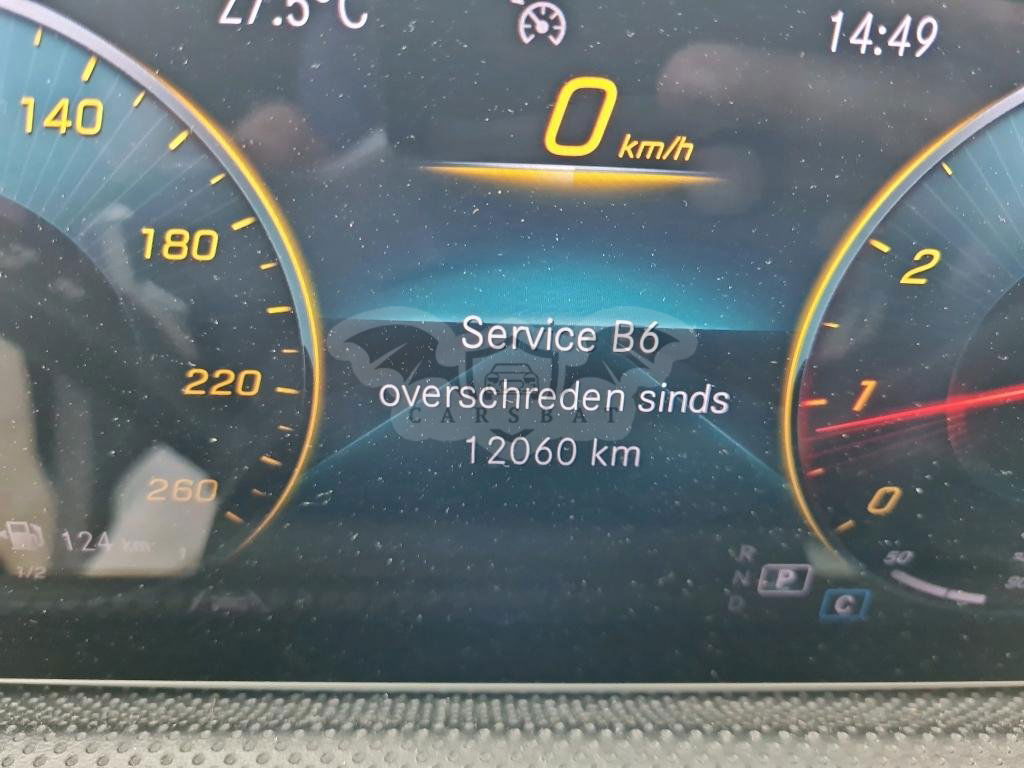 27.5°C
14:49
0 km/h
140
180
220
260
124 km
1/2
2
1
0
50
Service B6
overschreden sinds
12060 km
CARSBAT
R
N P
D
C